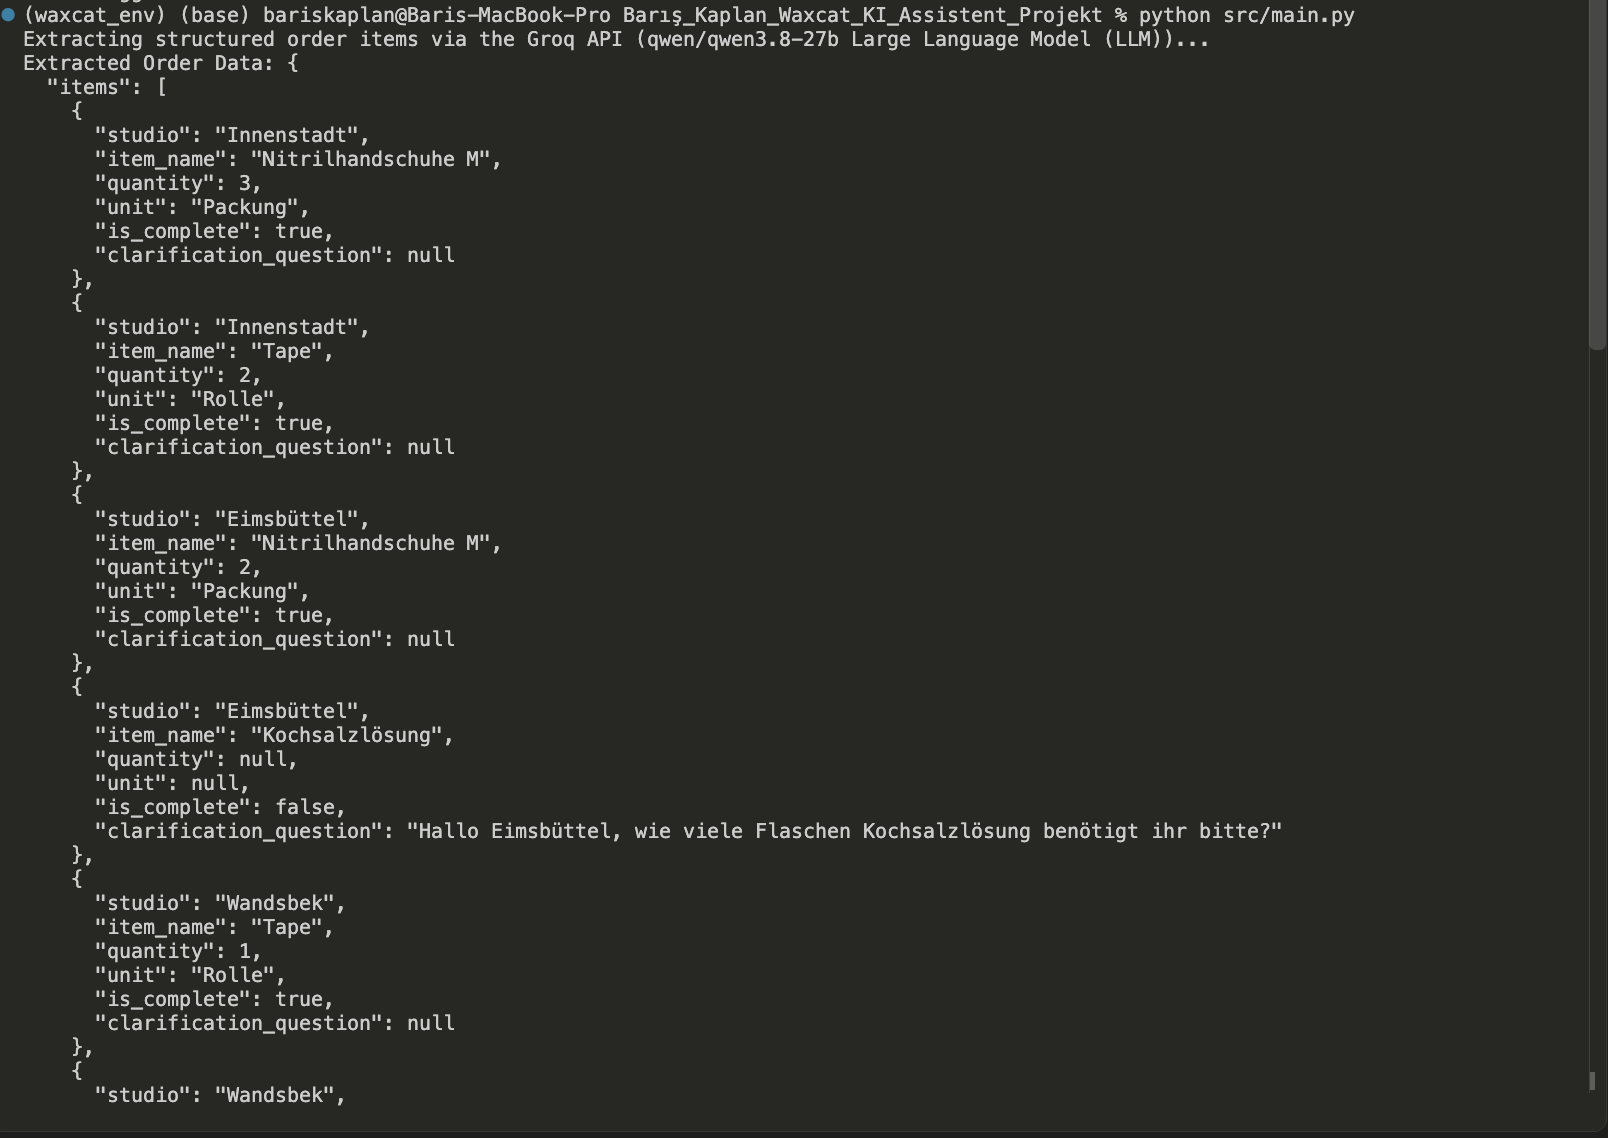 (waxcat_env) (base) bariskaplan@Baris-MacBook-Pro Barış_Kaplan_Waxcat_KI_Assistent_Projekt % python src/main.py
Extracting structured order items via the Groq API (qwen/qwen3.8-27b Large Language Model (LLM))...
Extracted Order Data: {
  "items": [
    {
      "studio": "Innenstadt",
      "item_name": "Nitrilhandschuhe M",
      "quantity": 3,
      "unit": "Packung",
      "is_complete": true,
      "clarification_question": null
    },
    {
      "studio": "Innenstadt",
      "item_name": "Tape",
      "quantity": 2,
      "unit": "Rolle",
      "is_complete": true,
      "clarification_question": null
    },
    {
      "studio": "Eimsbüttel",
      "item_name": "Nitrilhandschuhe M",
      "quantity": 2,
      "unit": "Packung",
      "is_complete": true,
      "clarification_question": null
    },
    {
      "studio": "Eimsbüttel",
      "item_name": "Kochsalzlösung",
      "quantity": null,
      "unit": null,
      "is_complete": false,
      "clarification_question": "Hallo Eimsbüttel, wie viele Flaschen Kochsalzlösung benötigt ihr bitte?"
    },
    {
      "studio": "Wandsbek",
      "item_name": "Tape",
      "quantity": 1,
      "unit": "Rolle",
      "is_complete": true,
      "clarification_question": null
    },
    {
      "studio": "Wandsbek",